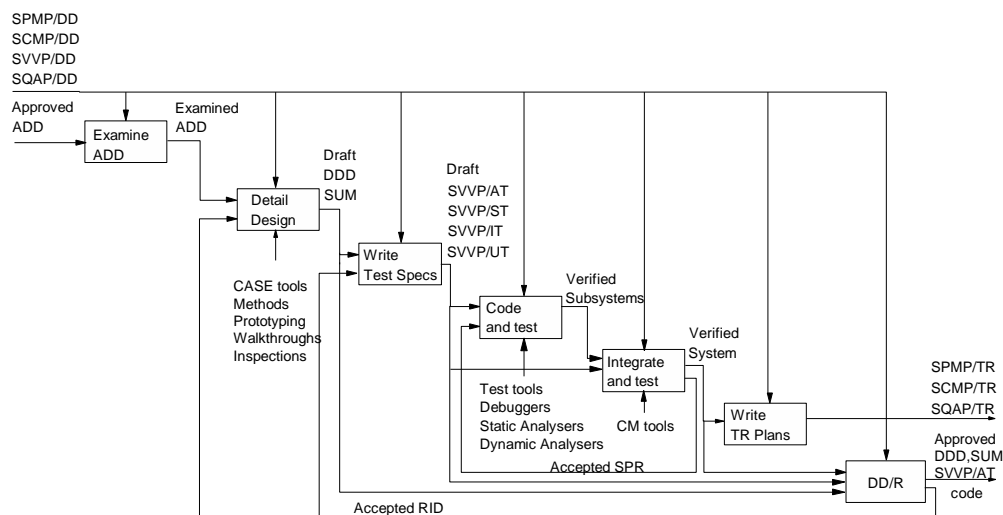 SPMP/DD
SCMP/DD
SVVP/DD
SQAP/DD
Approved
ADD
Examined
ADD
Examine
ADD
Draft
DDD
SUM
Detail
Design
Draft
SVVP/AT
SVVP/ST
SVVP/IT
SVVP/UT
Write
Test Specs
CASE tools
Methods
Prototyping
Walkthroughs
Inspections
Verified
Subsystems
Code
and test
Verified
System
Integrate
and test
Test tools
Debuggers
Static Analysers
Dynamic Analysers
CM tools
SPMP/TR
SCMP/TR
SQAP/TR
Write
TR Plans
Accepted SPR
Approved
DDD,SUM
SVVP/AT
code
DD/R
Accepted RID